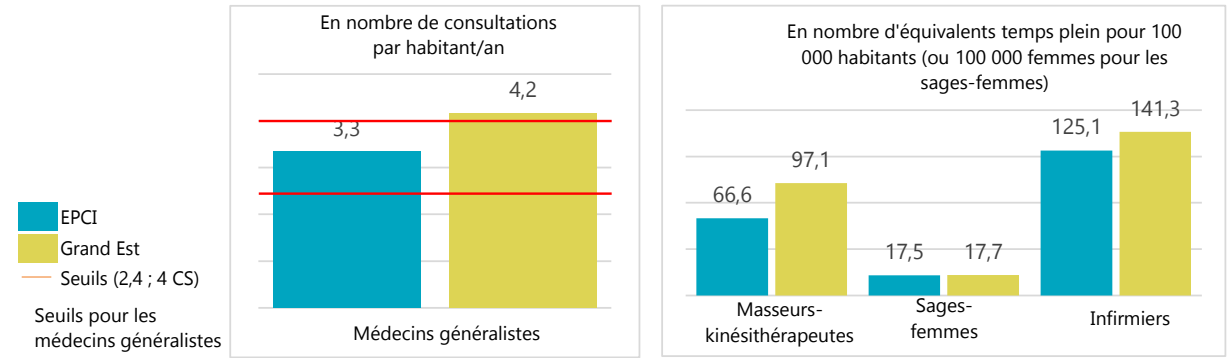 En nombre de consultations
par habitant/an
4,2
3,3
Médecins généralistes
EPCI
Grand Est
Seuils (2,4 ; 4 CS)
Seuils pour les
médecins généralistes
En nombre d'équivalents temps plein pour 100
000 habitants (ou 100 000 femmes pour les
sages-femmes)
66,6
97,1
17,5
17,7
125,1
141,3
Masseurs-
kinésithérapeutes
Sages-
femmes
Infirmiers